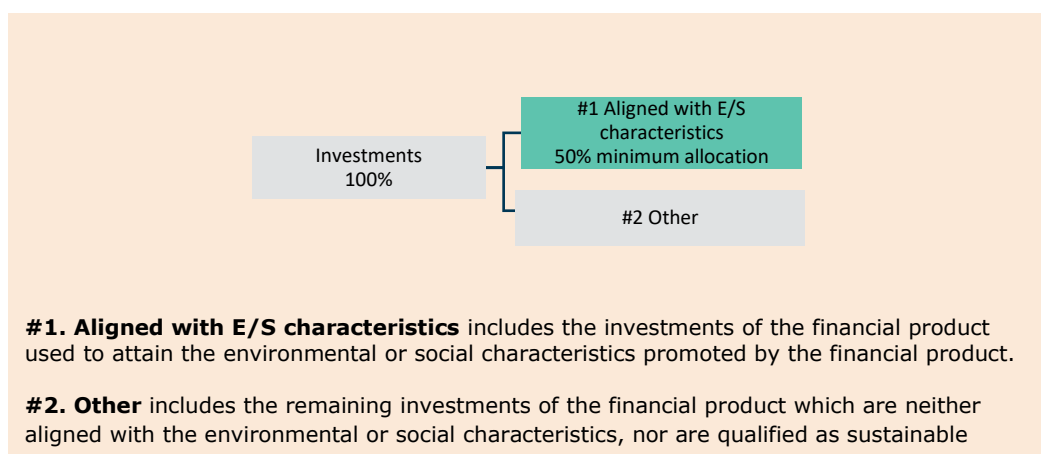 #1 Aligned with E/S
characteristics
50% minimum allocation
Investments
100%
#2 Other
#1. Aligned with E/S characteristics includes the investments of the financial product
used to attain the environmental or social characteristics promoted by the financial product.
#2. Other includes the remaining investments of the financial product which are neither
aligned with the environmental or social characteristics, nor are qualified as sustainable